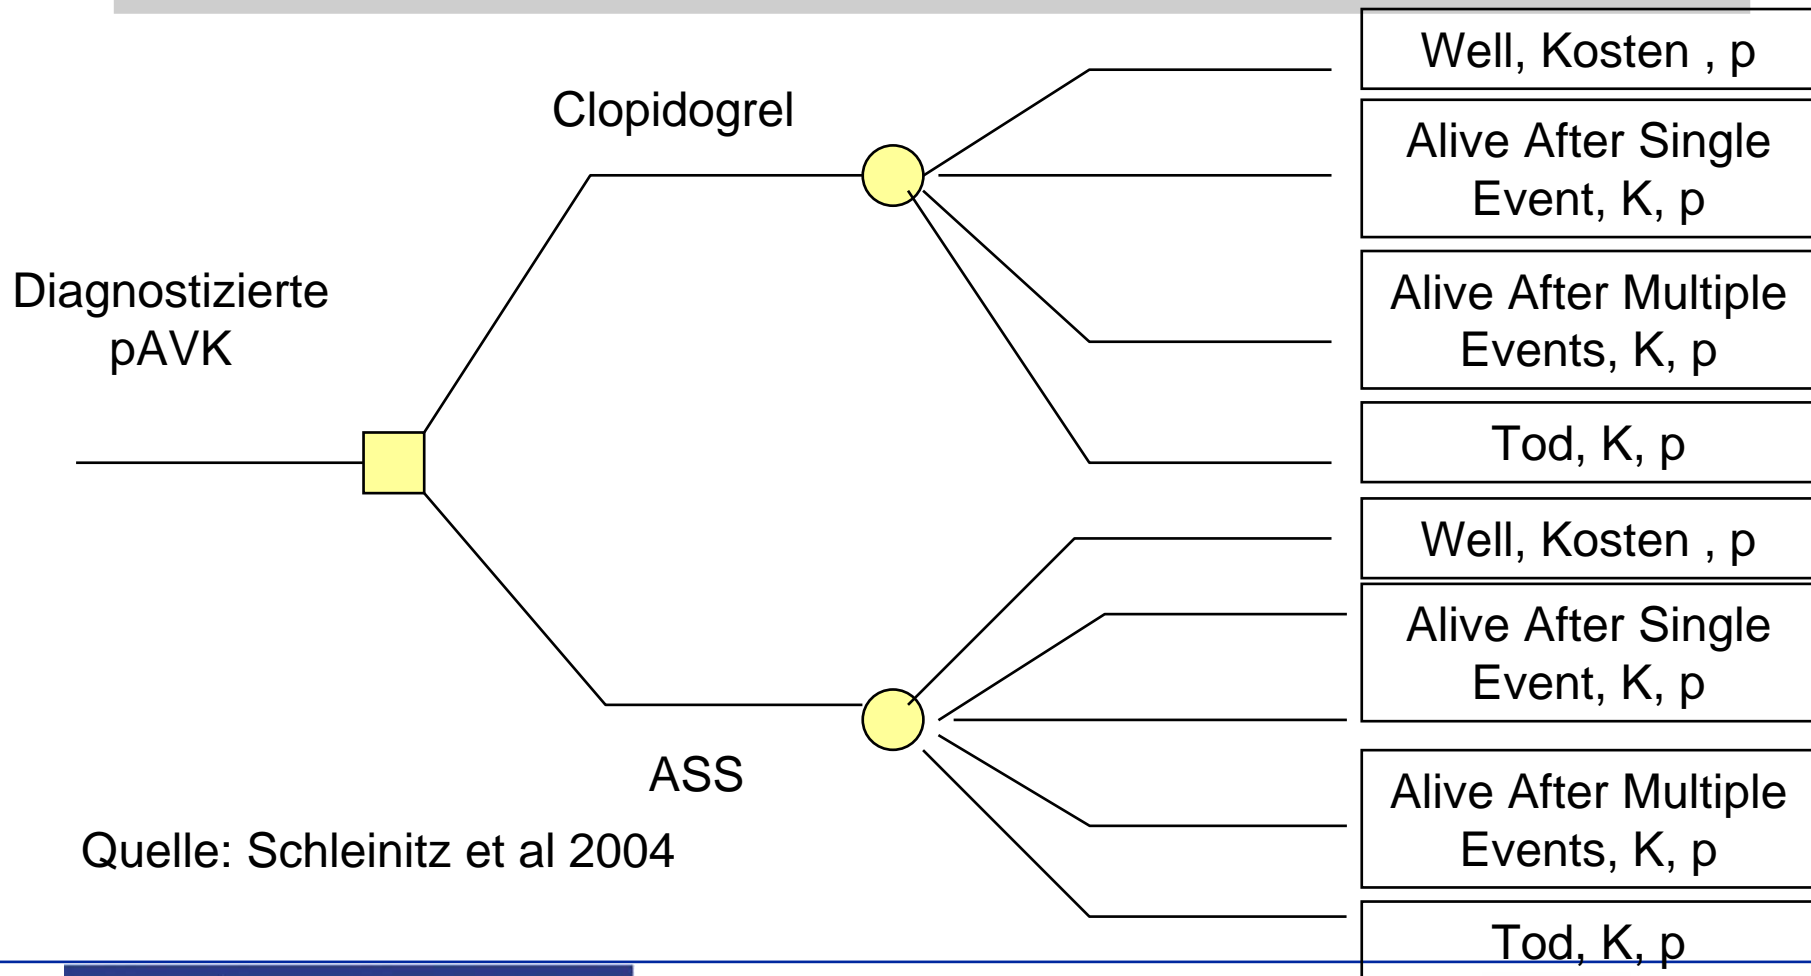 Well, Kosten , p
Clopidogrel
Alive After Single
Event, K, p
Diagnostizierte
pAVK
Alive After Multiple
Events, K, p
Tod, K, p
Well, Kosten , p
Alive After Single
Event, K, p
ASS
Alive After Multiple
Events, K, p
Quelle: Schleinitz et al 2004
Tod, K, p